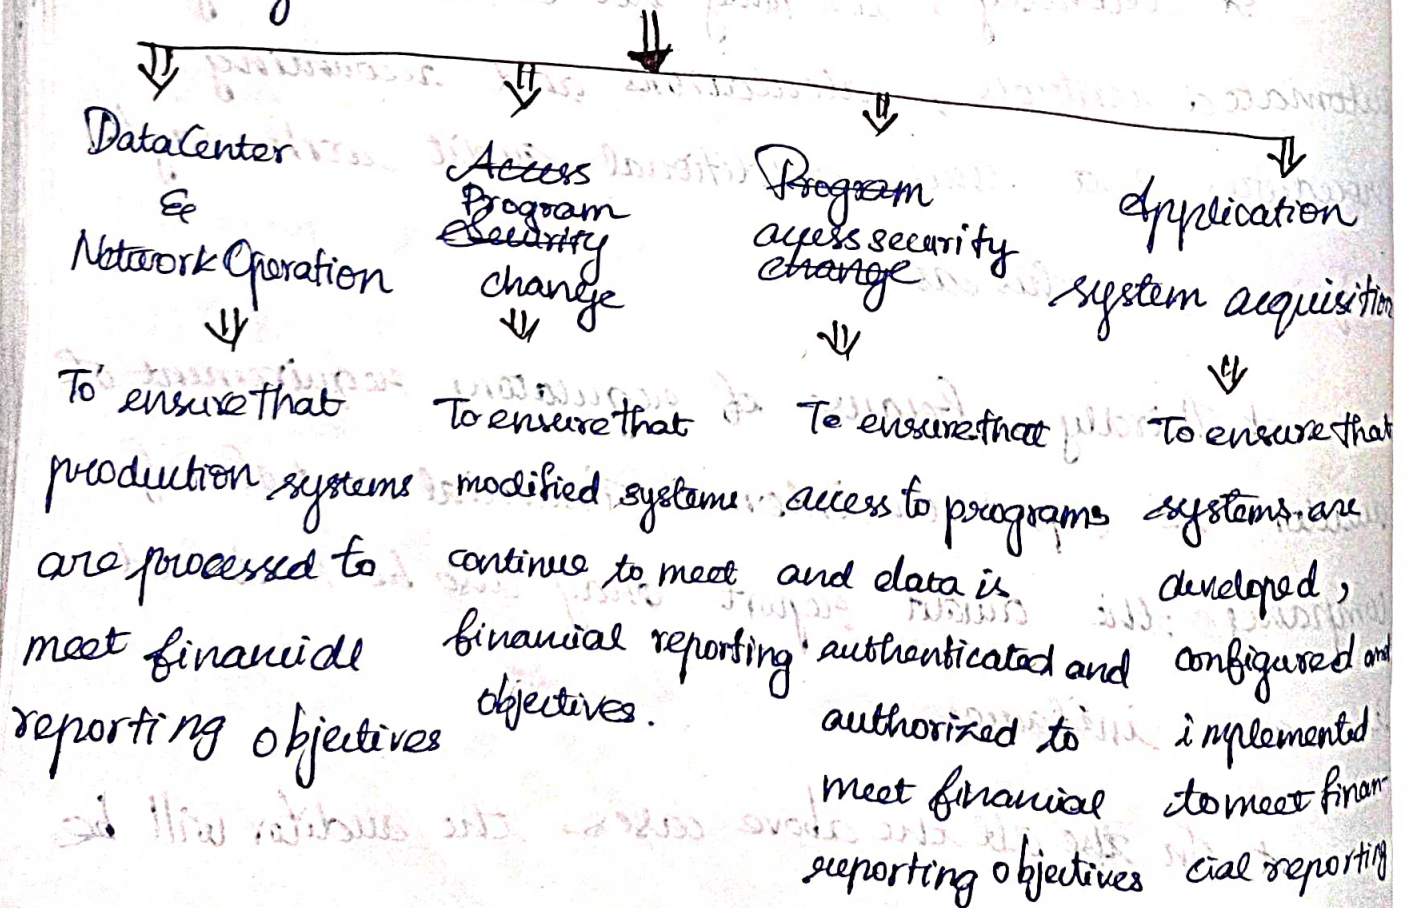 Data Center
&
Network Operation
To ensure that
production systems
are processed to
meet financial
reporting objectives
Access
Program
Security
change
To ensure that
modified systems
continue to meet
financial reporting
objectives.
Program
access security
change
To ensure that
access to programs
and data is
authenticated and
authorized to
meet financial
reporting objectives
Application
system acquisition
To ensure that
systems are
developed,
configured and
implemented
to meet finan-
cial reporting